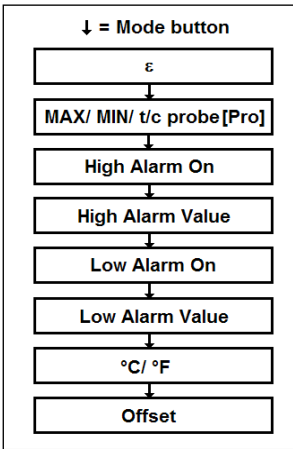 ↓ = Mode button
ε
MAX/ MIN/ t/c probe [Pro]
High Alarm On
High Alarm Value
Low Alarm On
Low Alarm Value
°C/ °F
Offset